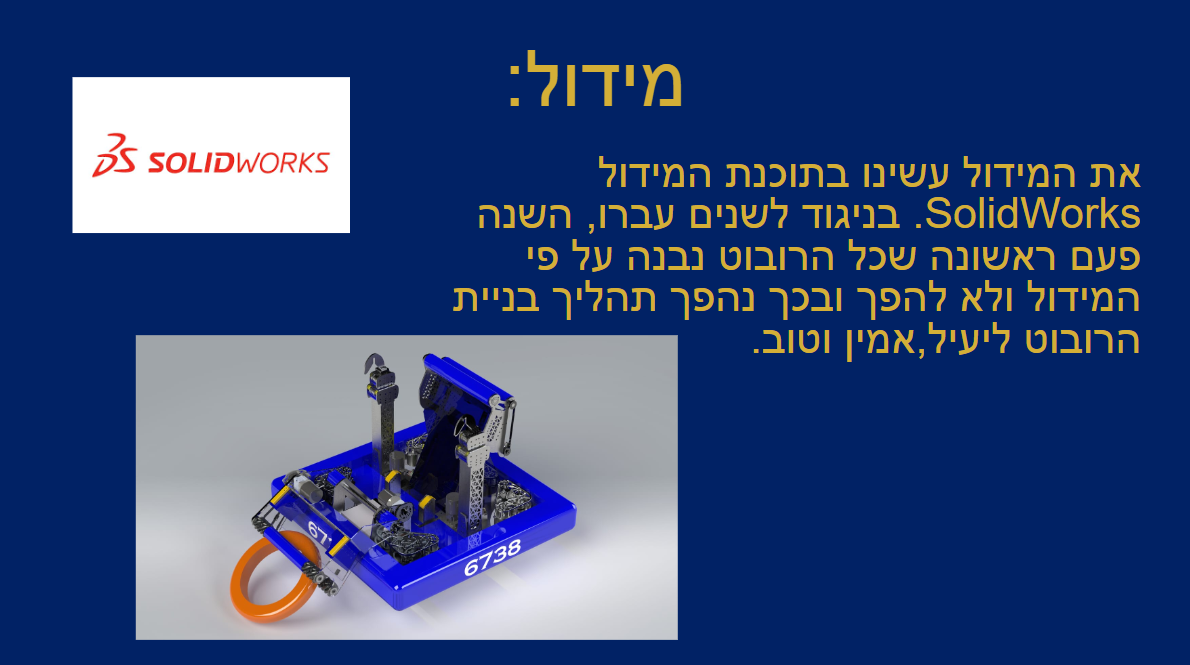 מידול:
SOLIDWORKS
את המידול עשינו בתוכנת המידול
SolidWorks. בניגוד לשנים עברו, השנה
פעם ראשונה שכל הרובוט נבנה על פי
המידול ולא להפך ובכך נהפך תהליך בניית
הרובוט ליעיל,אמין וטוב.
67
6738